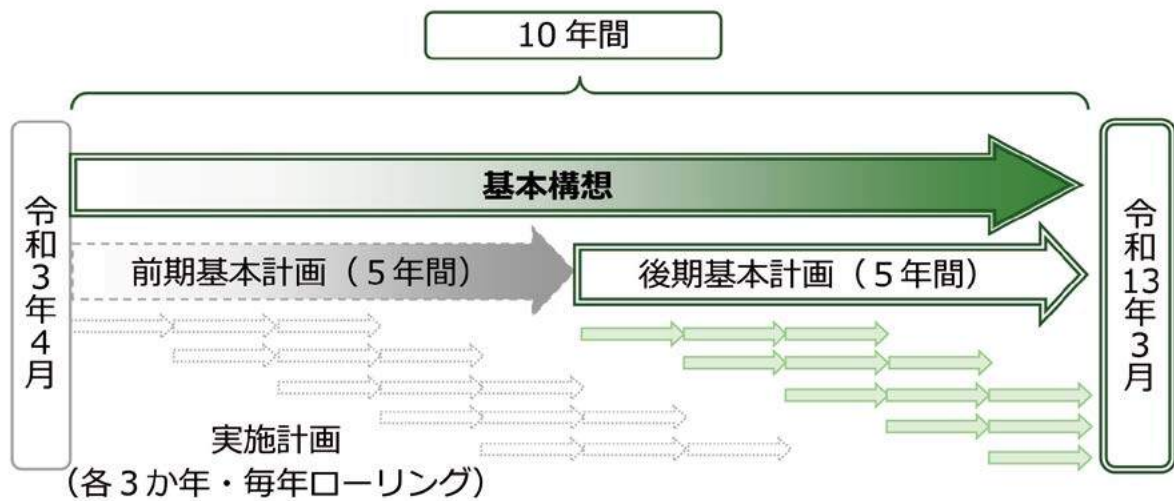 10 年間
令和3年4月
基本構想
前期基本計画（５年間）
後期基本計画（５年間）
令和13年3月
実施計画
（各３か年・毎年ローリング）